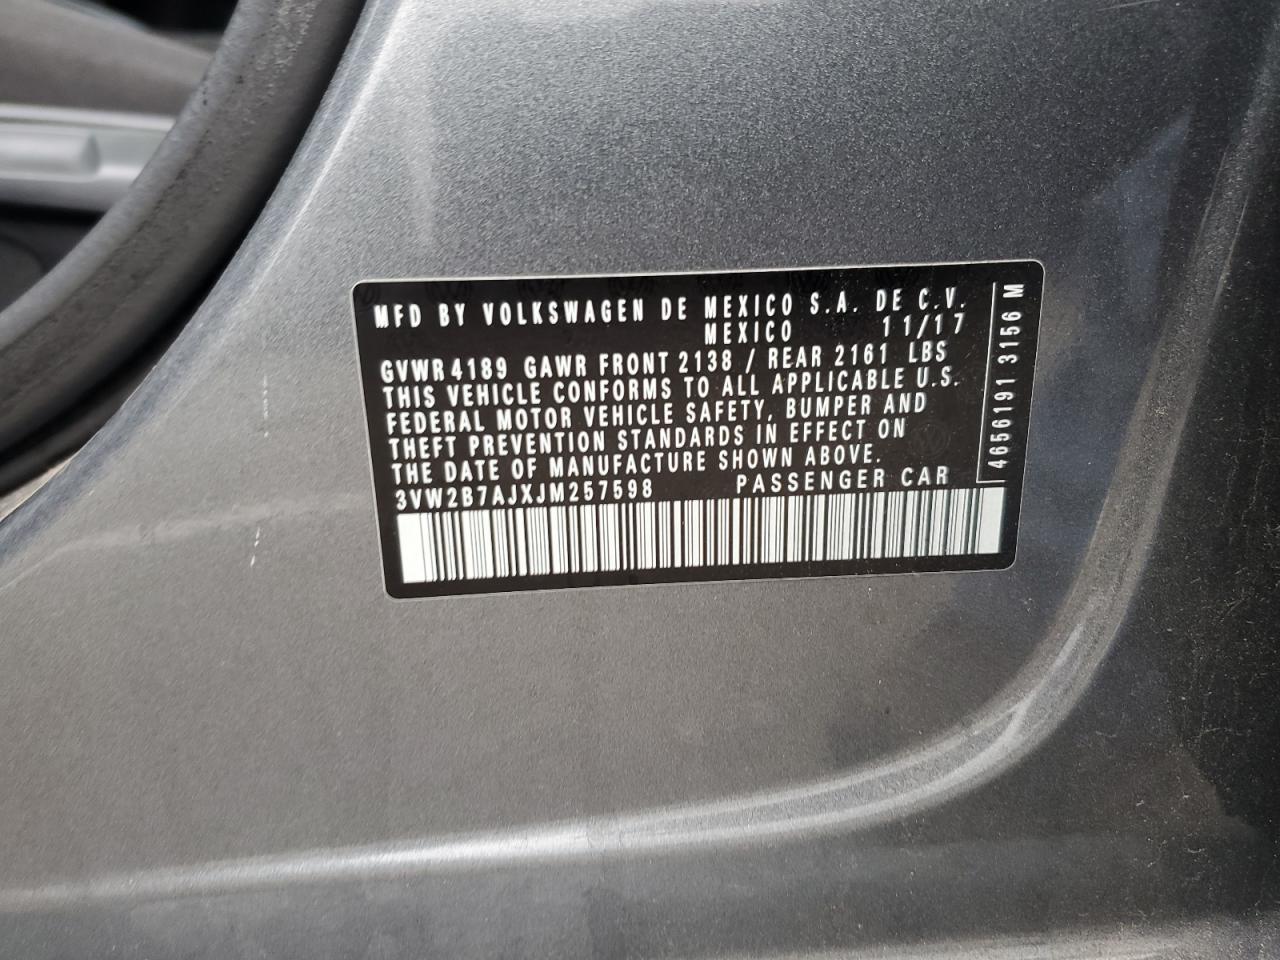 MFD BY VOLKSWAGEN DE MEXICO S.A. DE C.V.
MEXICO 11/17
GVWR 4189 GAWR FRONT 2138 / REAR 2161 LBS
THIS VEHICLE CONFORMS TO ALL APPLICABLE U.S.
FEDERAL MOTOR VEHICLE SAFETY, BUMPER AND
THEFT PREVENTION STANDARDS IN EFFECT ON
THE DATE OF MANUFACTURE SHOWN ABOVE.
3VW2B7AJXJM257598 PASSENGER CAR
4656191 3156 M